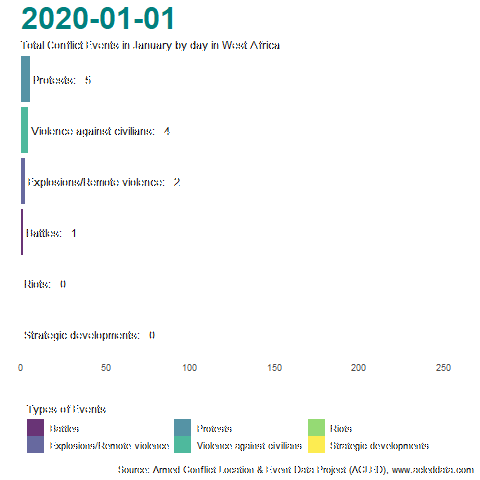 2020-01-01
Total Conflict Events in January by day in West Africa
Protests: 5
Violence against civilians: 4
Explosions/Remote violence: 2
Battles: 1
Riots: 0
Strategic developments: 0
0 50 100 150 200 250
Types of Events
Battles Protests Riots
Explosions/Remote violence Violence against civilians Strategic developments
Source: Armed Conflict Location & Event Data Project (ACLED), www.acleddata.com